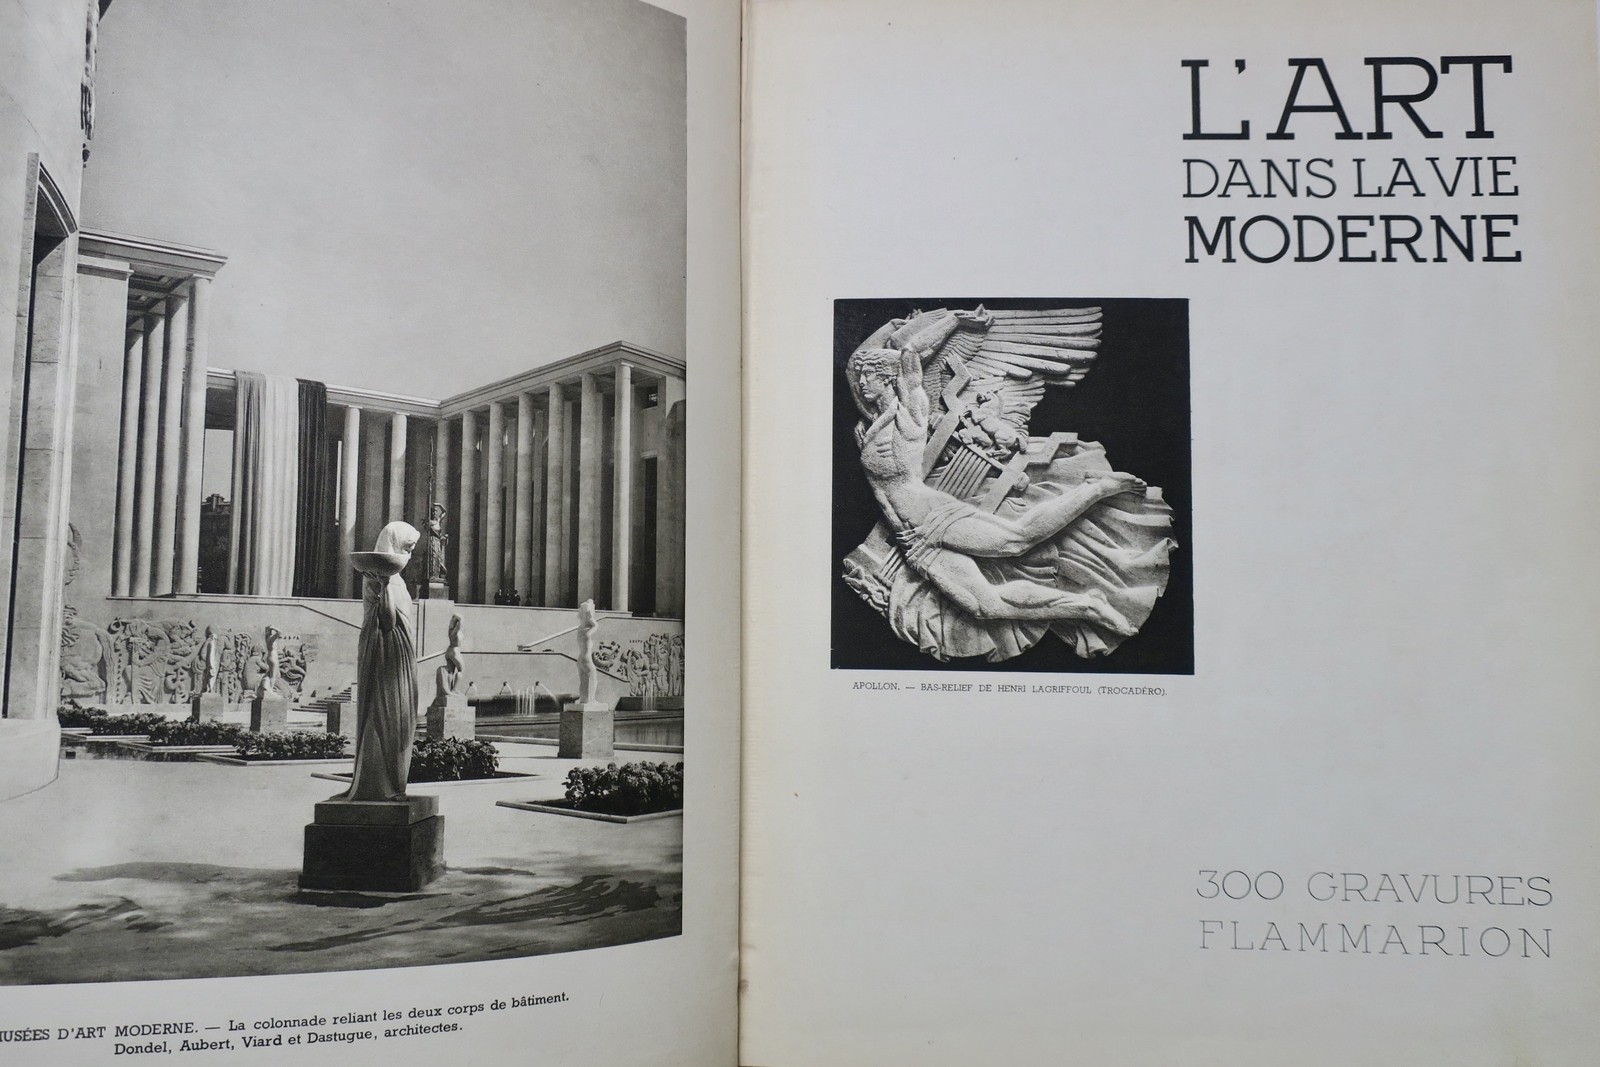 MUSÉES D'ART MODERNE. — La colonnade reliant les deux corps de bâtiment.
Dondel, Aubert, Viard et Dastugue, architectes.
L'ART
DANS LA VIE
MODERNE
APOLLON. — BAS-RELIEF DE HENRI LAGRIFFOUL (TROCADÉRO).
300 GRAVURES
FLAMMARION